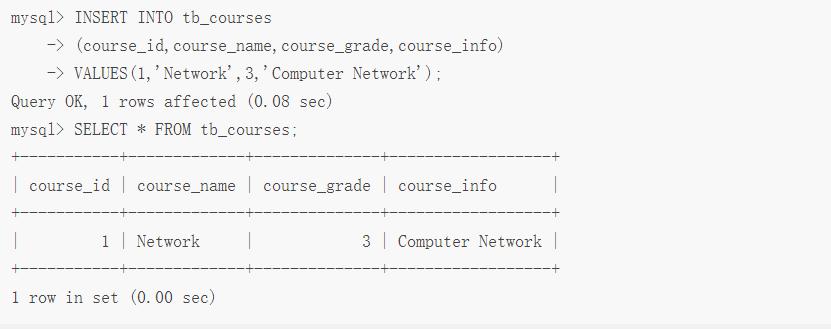 mysql> INSERT INTO tb_courses
    -> (course_id,course_name,course_grade,course_info)
    -> VALUES(1,'Network',3,'Computer Network');
Query OK, 1 rows affected (0.08 sec)
mysql> SELECT * FROM tb_courses;
+-----------+-------------+--------------+------------------+
| course_id | course_name | course_grade | course_info      |
+-----------+-------------+--------------+------------------+
|         1 | Network     |            3 | Computer Network |
+-----------+-------------+--------------+------------------+
1 row in set (0.00 sec)